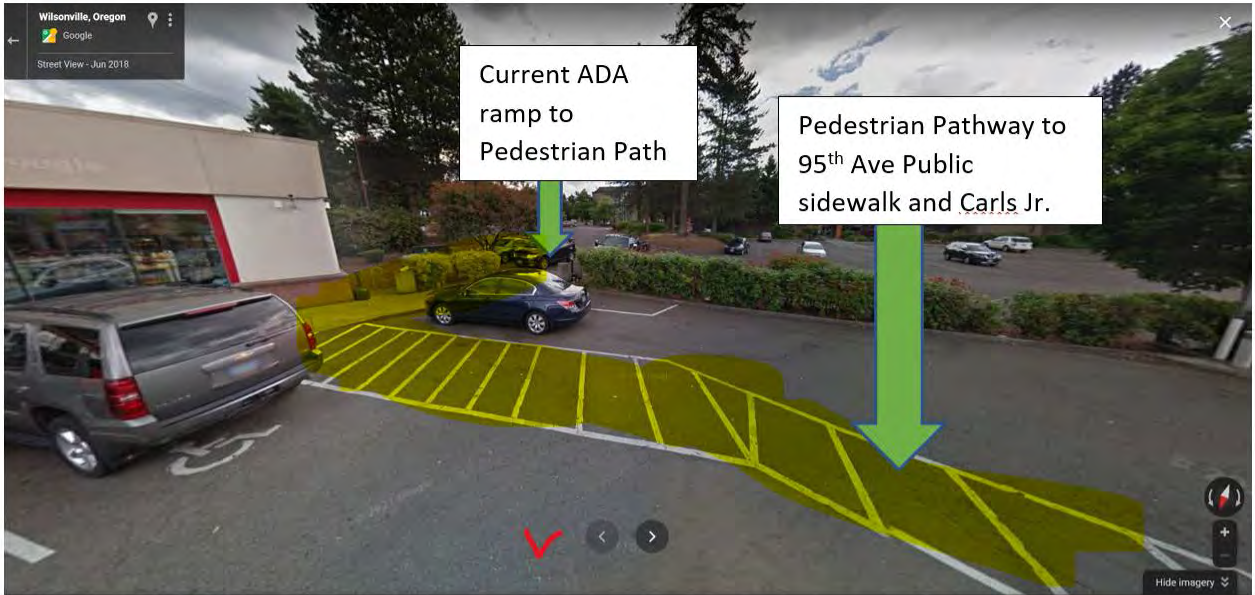 Wilsonville, Oregon
Google
Street View - Jun 2018
Current ADA
ramp to
Pedestrian Path
Pedestrian Pathway to
95th Ave Public
sidewalk and Carls Jr.
Hide imagery